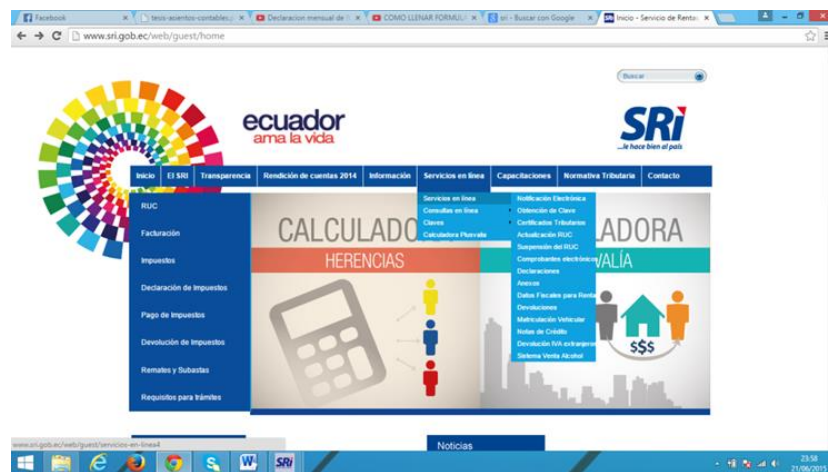 Facebook
tesis-asientos-contables.p
Declaracion mensual de I
COMO LLENAR FORMUL
sri - Buscar con Google
Inicio - Servicio de Rentas
www.sri.gob.ec/web/guest/home
Buscar
ecuador
ama la vida
SRi
...le hace bien al país
Inicio
El SRI
Transparencia
Rendición de cuentas 2014
Información
Servicios en línea
Capacitaciones
Normativa Tributaria
Contacto
RUC
Facturación
Impuestos
Declaración de Impuestos
Pago de Impuestos
Devolución de Impuestos
Remates y Subastas
Requisitos para trámites
Servicios en línea
Consultas en línea
Claves
Calculadora Plusvalía
Notificación Electrónica
Obtención de Clave
Certificados Tributarios
Actualización RUC
Suspensión del RUC
Comprobantes electrónicos
Declaraciones
Anexos
Datos Fiscales para Renta
Devoluciones
Matriculación Vehicular
Notas de Crédito
Devolución IVA extranjeros
Sistema Venta Alcohol
CALCULADO
ADORA
HERENCIAS
VALÍA
$$$
Noticias
www.sri.gob.ec/web/guest/servicios-en-linea4
W
SRi
23:58
21/06/2015